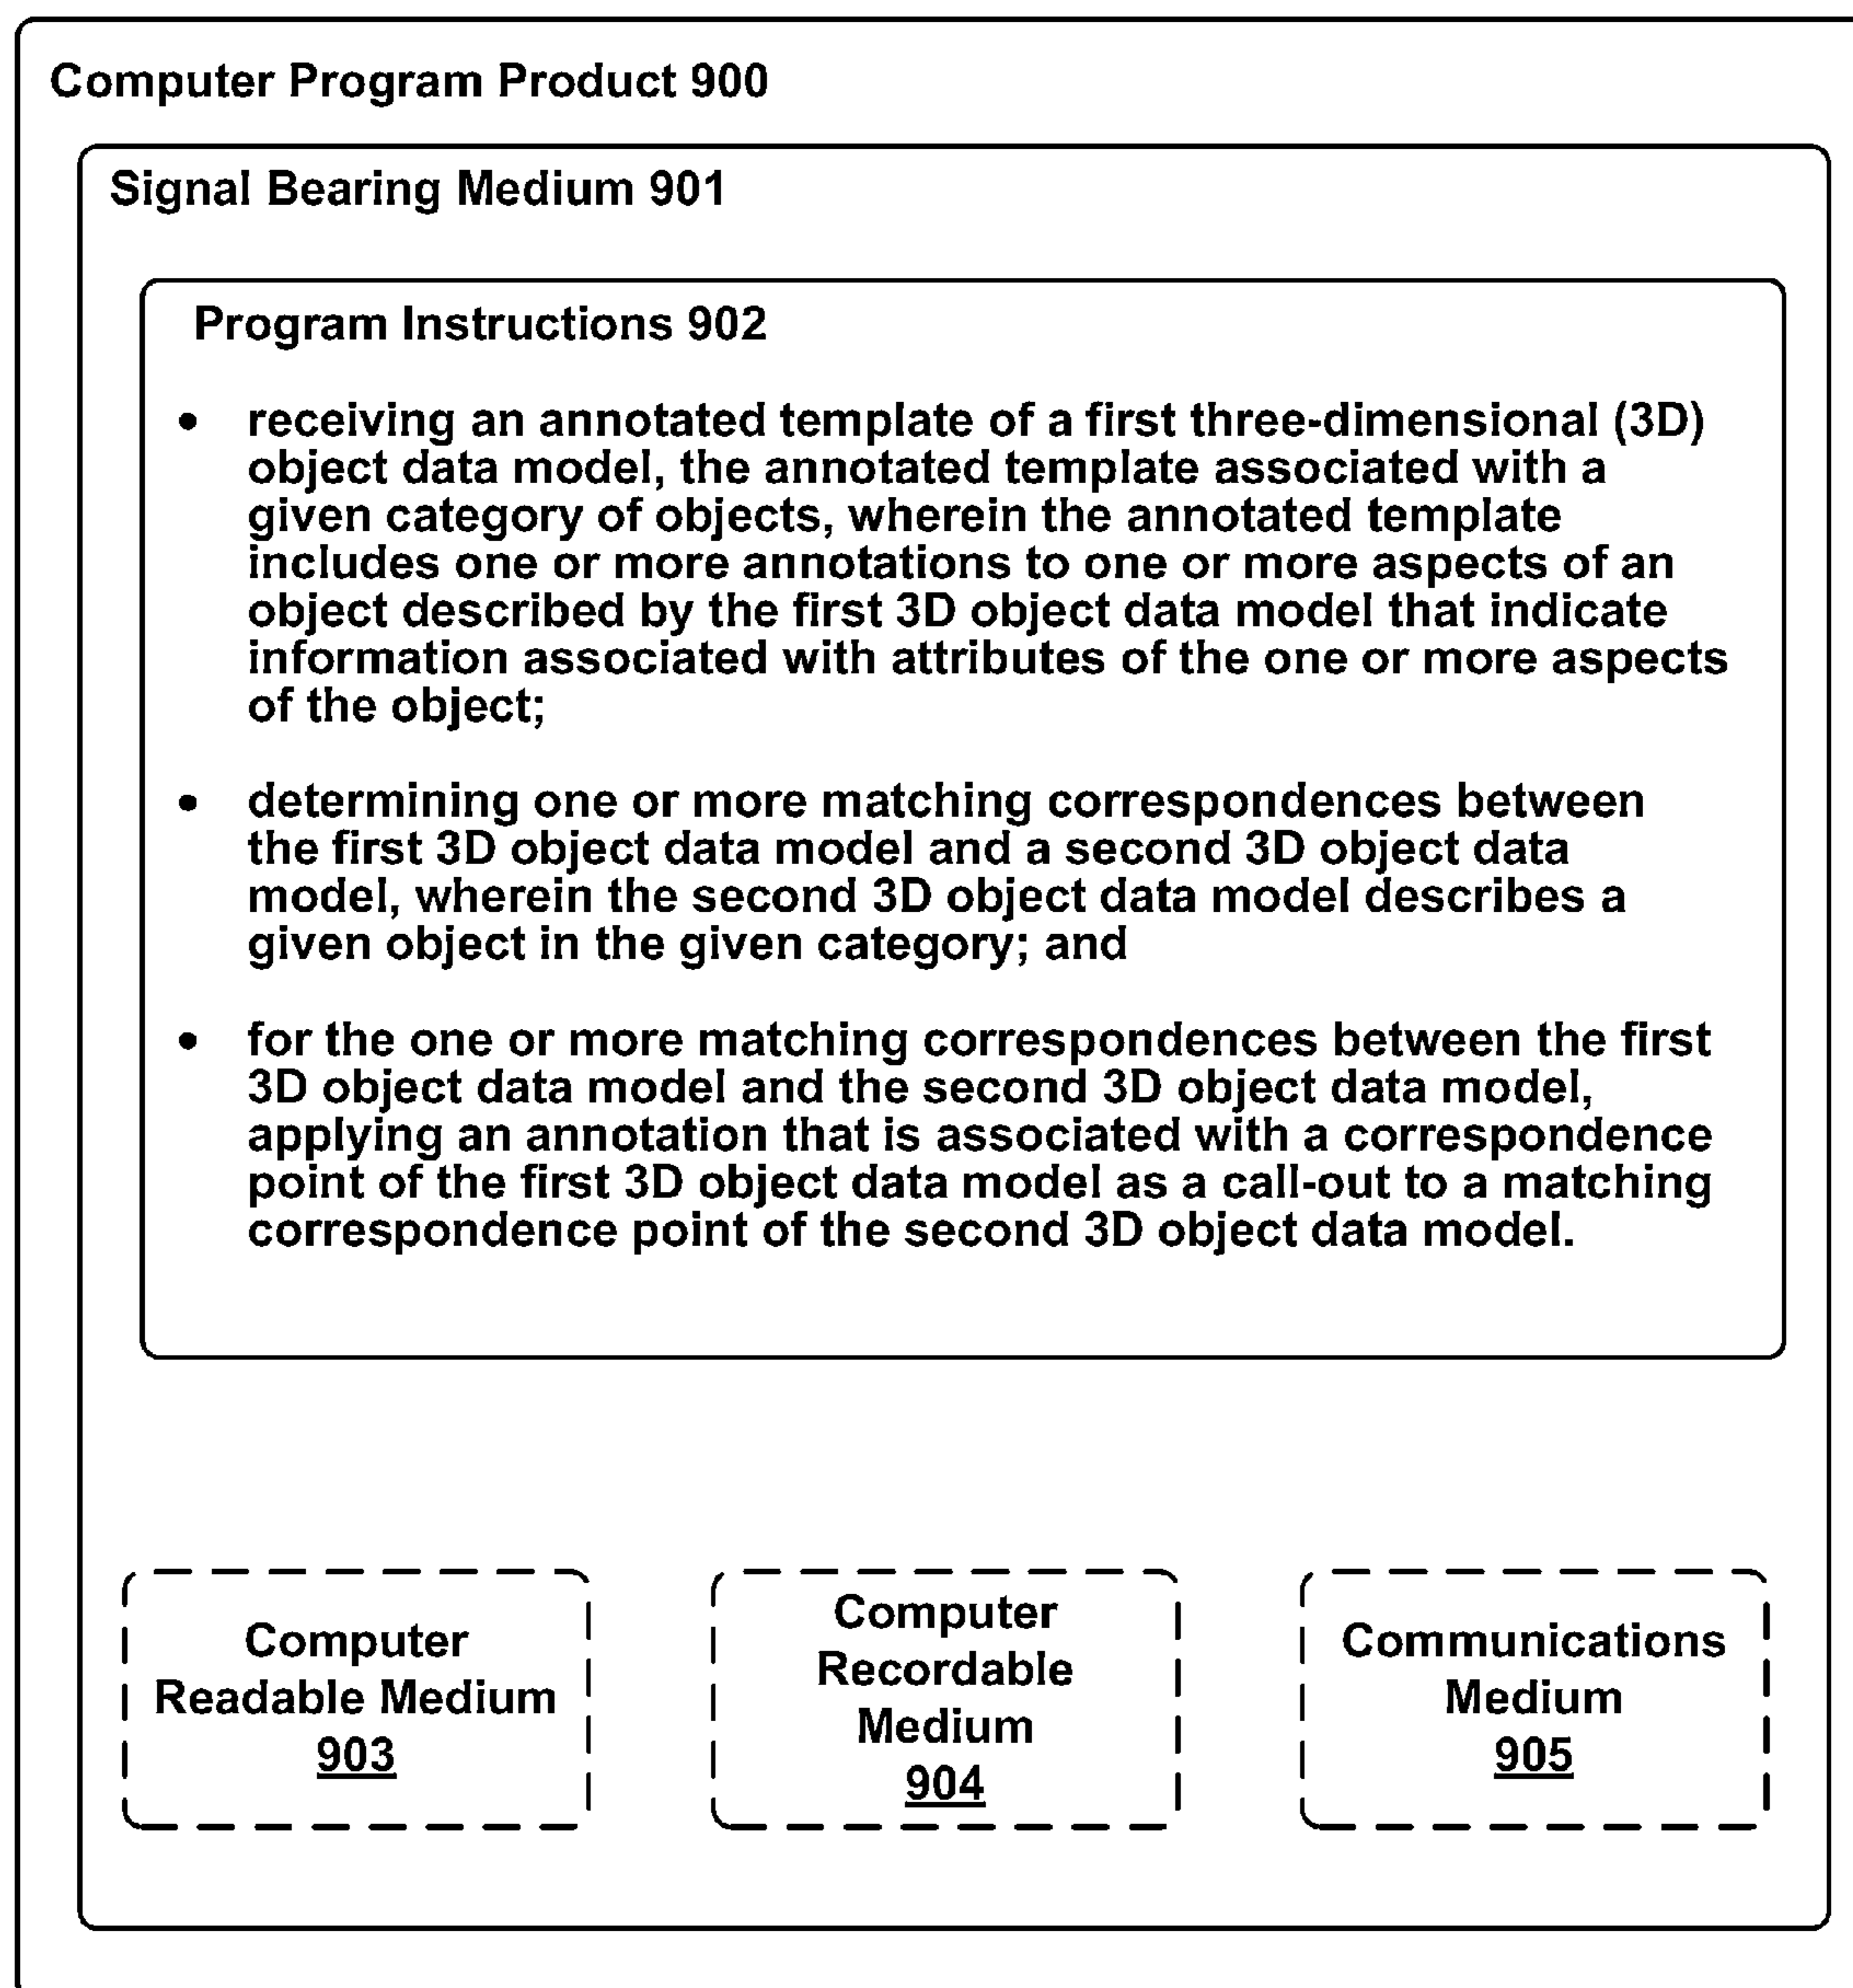 Computer Program Product 900
Signal Bearing Medium 901
Program Instructions 902
• receiving an annotated template of a first three-dimensional (3D)
object data model, the annotated template associated with a
given category of objects, wherein the annotated template
includes one or more annotations to one or more aspects of an
object described by the first 3D object data model that indicate
information associated with attributes of the one or more aspects
of the object;
• determining one or more matching correspondences between
the first 3D object data model and a second 3D object data
model, wherein the second 3D object data model describes a
given object in the given category; and
• for the one or more matching correspondences between the first
3D object data model and the second 3D object data model,
applying an annotation that is associated with a correspondence
point of the first 3D object data model as a call-out to a matching
correspondence point of the second 3D object data model.
Computer
Readable Medium
903
Computer
Recordable
Medium
904
Communications
Medium
905